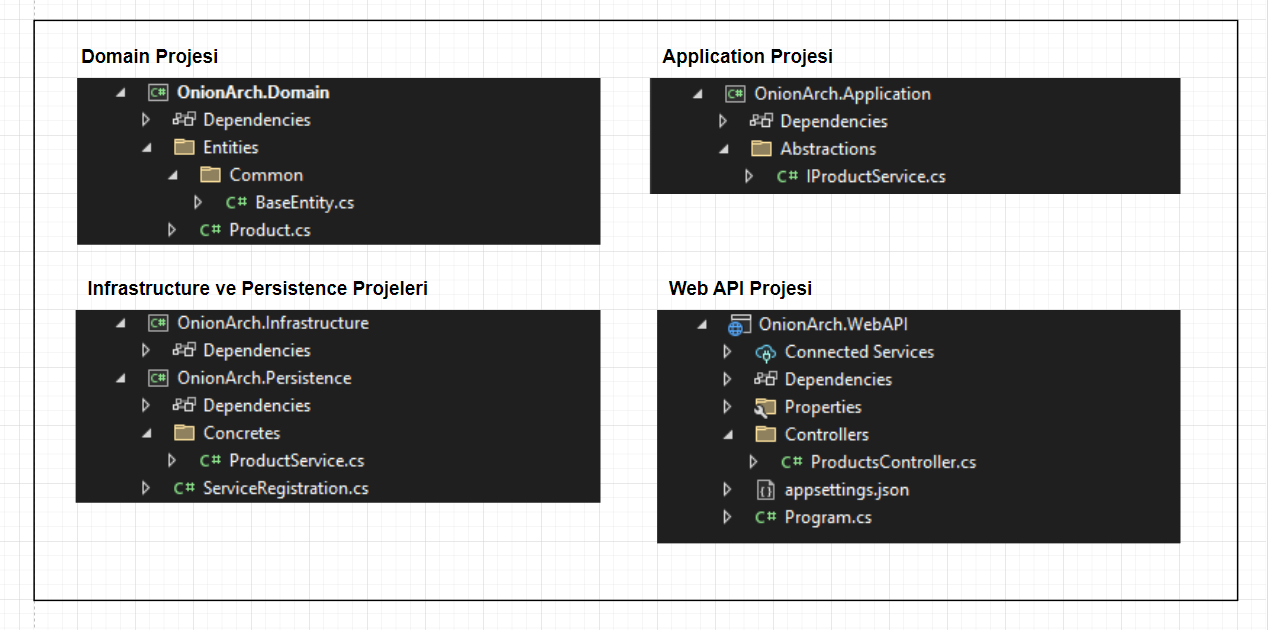 Domain Projesi
C# OnionArch.Domain
Dependencies
Entities
Common
C# BaseEntity.cs
C# Product.cs
Application Projesi
C# OnionArch.Application
Dependencies
Abstractions
C# IProductService.cs
Infrastructure ve Persistence Projeleri
C# OnionArch.Infrastructure
Dependencies
C# OnionArch.Persistence
Dependencies
Concretes
C# ProductService.cs
C# ServiceRegistration.cs
Web API Projesi
OnionArch.WebAPI
Connected Services
Dependencies
Properties
Controllers
C# ProductsController.cs
appsettings.json
C# Program.cs